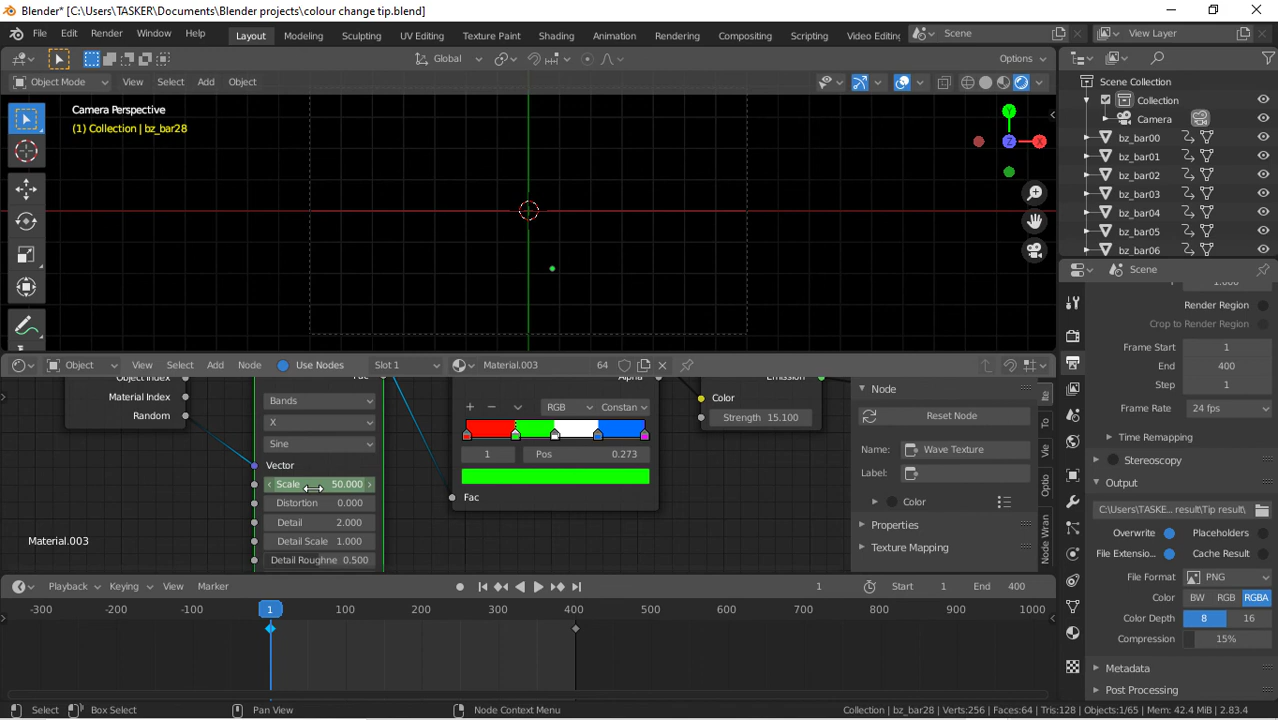 Blender* [C:\Users\TASKER\Documents\Blender projects\colour change tip.blend]
File Edit Render Window Help Layout Modeling Sculpting UV Editing Texture Paint Shading Animation Rendering Compositing Video Editing Scene View Layer
Global Options
Object Mode View Select Add Object
Camera Perspective
(1) Collection | bz_bar28
Y
Z X
Scene Collection
Collection
Camera
bz_bar00
bz_bar01
bz_bar02
bz_bar03
bz_bar04
bz_bar05
bz_bar06
Object View Select Add Node Use Nodes Slot 1 Material.003 64
Object Index
Material Index
Random
Fac
Bands
X
Sine
Vector
Scale 50.000
Distortion 0.000
Detail 2.000
Detail Scale 1.000
Detail Roughne 0.500
Material.003
Alpha
RGB Constan
1 Pos 0.273
Fac
Emission
Color
Strength 15.100
Node
Reset Node
Name: Wave Texture
Label:
Color
Properties
Texture Mapping
Ite
To
Vie
Optio
Node Wran
Scene
1.000
Render Region
Crop to Render Region
Frame Start 1
End 400
Step 1
Frame Rate 24 fps
Time Remapping
Stereoscopy
Output
C:\Users\TASKE... result\Tip result\
Overwrite Placeholders
File Extensio... Cache Result
File Format PNG
Color BW RGB RGBA
Color Depth 8 16
Compression 15%
Metadata
Post Processing
Playback Keying View Marker 1 Start 1 End 400
-300 -200 -100 1 100 200 300 400 500 600 700 800 900 1000
Select Box Select Pan View Node Context Menu Collection | bz_bar28 | Verts:256 | Faces:64 | Tris:128 | Objects:1/65 | Mem: 42.4 MiB | 2.83.4